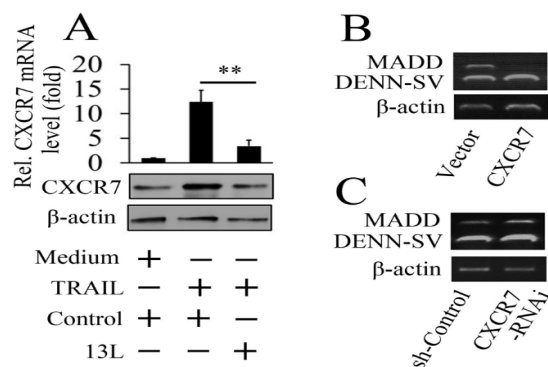 A
Rel. CXCR7 mRNA
level (fold)
20
15
10
5
0
**
CXCR7
β-actin
Medium + − −
TRAIL − + +
Control + + −
13L − − +
B
MADD
DENN-SV
β-actin
Vector
CXCR7
C
MADD
DENN-SV
β-actin
sh-Control
CXCR7
-RNAi